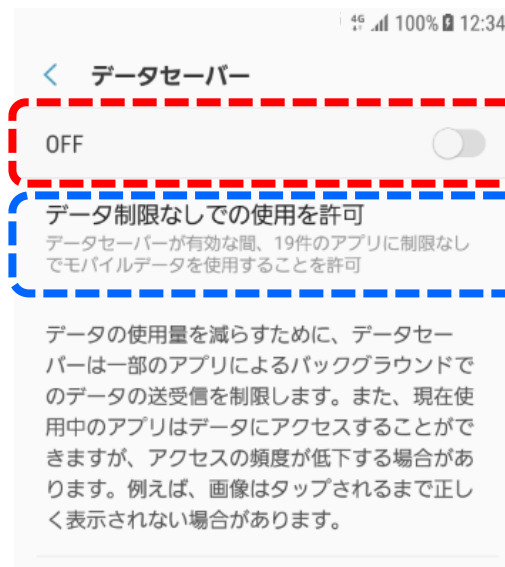 4G 100% 12:34
データセーバー
OFF
データ制限なしでの使用を許可
データセーバーが有効な間、19件のアプリに制限なし
でモバイルデータを使用することを許可
データの使用量を減らすために、データセー
バーは一部のアプリによるバックグラウンドで
のデータの送受信を制限します。また、現在使
用中のアプリはデータにアクセスすることがで
きますが、アクセスの頻度が低下する場合があ
ります。例えば、画像はタップされるまで正し
く表示されない場合があります。